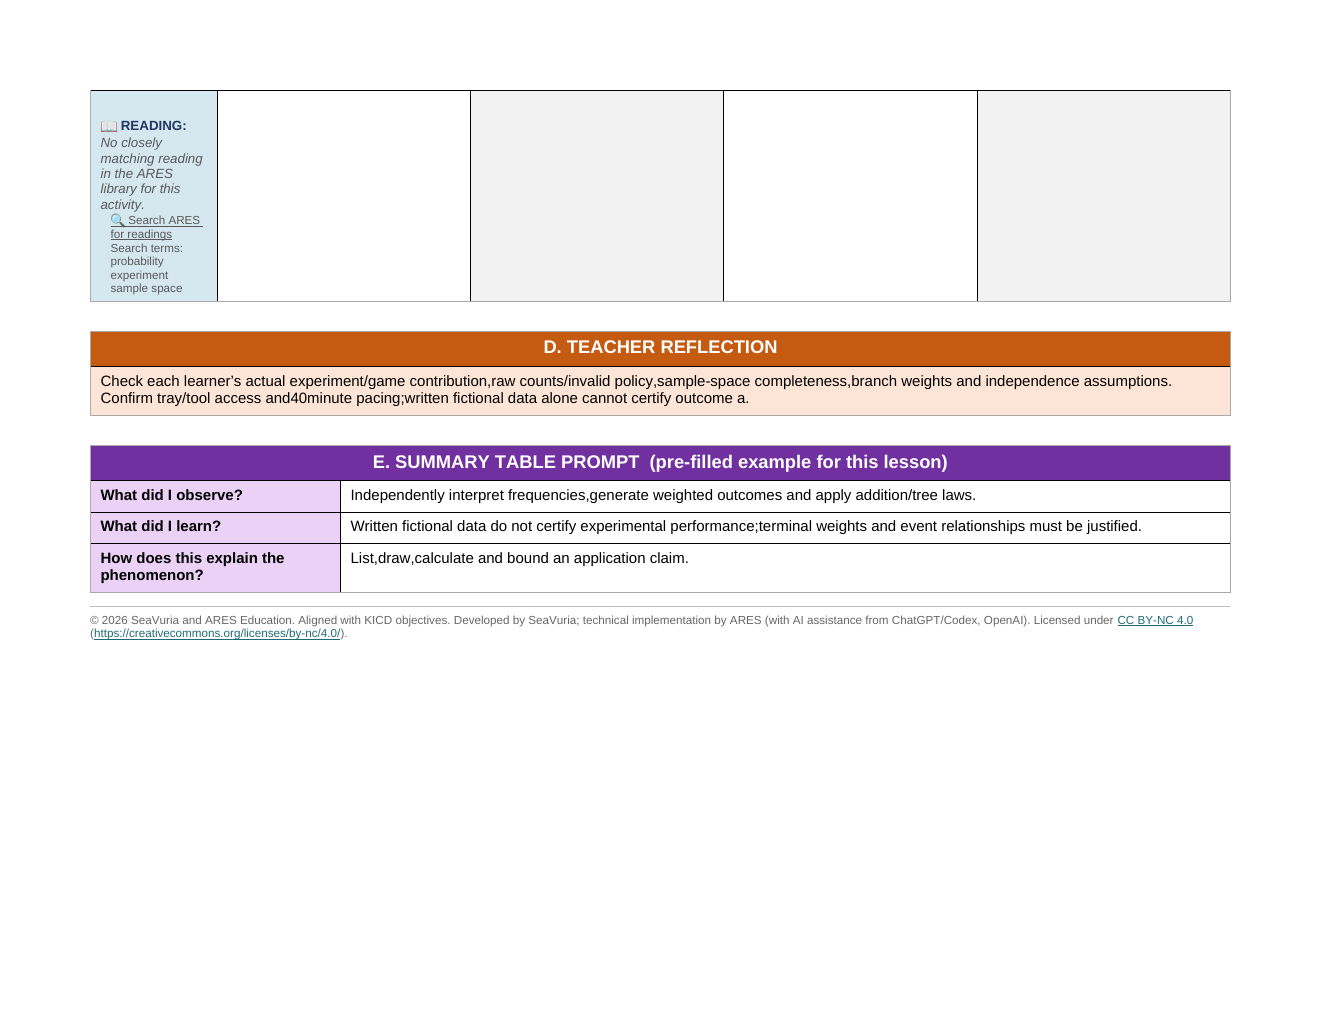 📖 READING:
No closely
matching reading
in the ARES
library for this
activity.
🔍 Search ARES
for readings
Search terms:
probability
experiment
sample space
D. TEACHER REFLECTION
Check each learner’s actual experiment/game contribution,raw counts/invalid policy,sample-space completeness,branch weights and independence assumptions.
Confirm tray/tool access and40minute pacing;written fictional data alone cannot certify outcome a.
E. SUMMARY TABLE PROMPT  (pre-filled example for this lesson)
What did I observe?
Independently interpret frequencies,generate weighted outcomes and apply addition/tree laws.
What did I learn?
Written fictional data do not certify experimental performance;terminal weights and event relationships must be justified.
How does this explain the
phenomenon?
List,draw,calculate and bound an application claim.
© 2026 SeaVuria and ARES Education. Aligned with KICD objectives. Developed by SeaVuria; technical implementation by ARES (with AI assistance from ChatGPT/Codex, OpenAI). Licensed under CC BY-NC 4.0
(https://creativecommons.org/licenses/by-nc/4.0/).